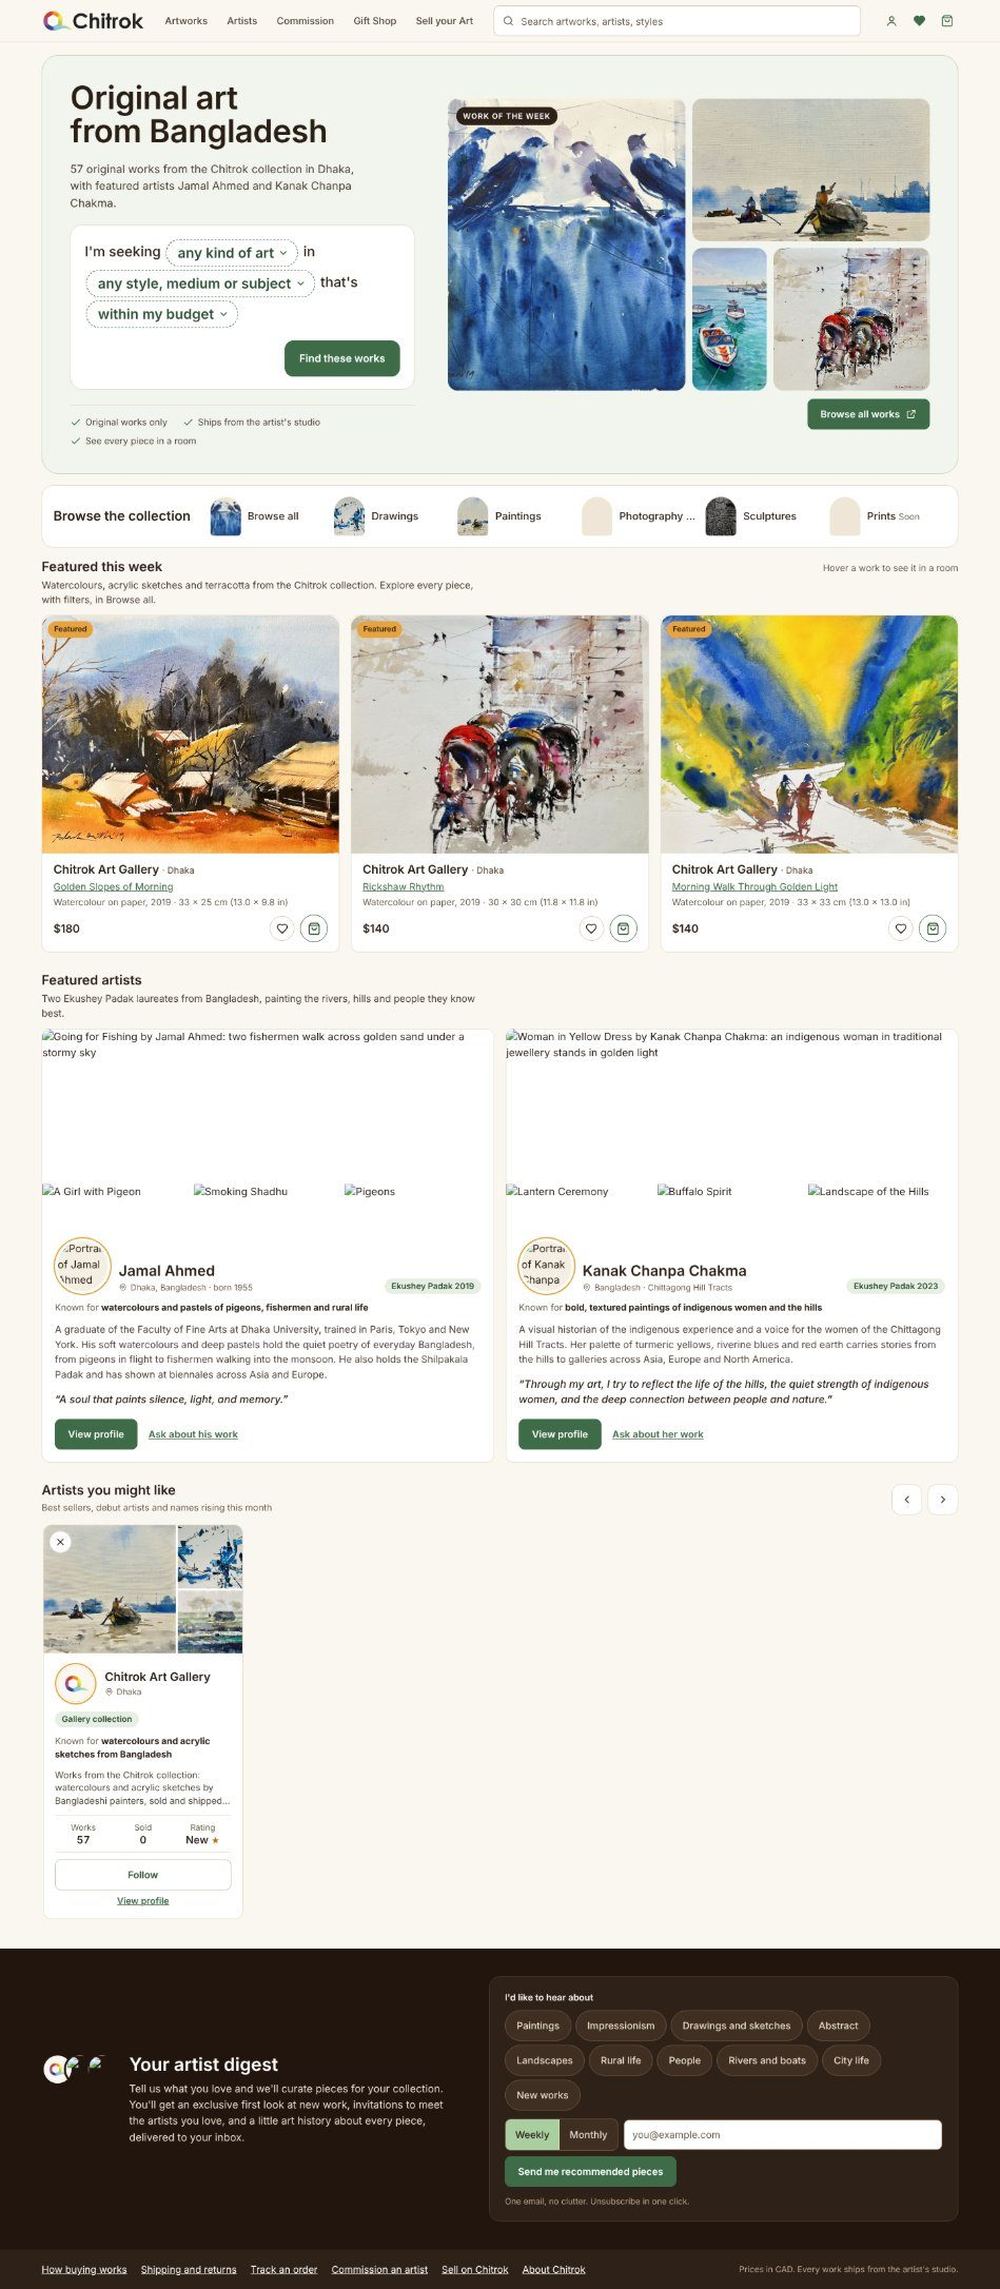 Chitrok
Artworks
Artists
Commission
Gift Shop
Sell your Art
Search artworks, artists, styles
Original art
from Bangladesh
57 original works from the Chitrok collection in Dhaka,
with featured artists Jamal Ahmed and Kanak Chanpa
Chakma.
I'm seeking any kind of art in
any style, medium or subject that's
within my budget
Find these works
Original works only
Ships from the artist's studio
See every piece in a room
WORK OF THE WEEK
Browse all works
Browse the collection
Browse all
Drawings
Paintings
Photography ...
Sculptures
Prints Soon
Featured this week
Watercolours, acrylic sketches and terracotta from the Chitrok collection. Explore every piece,
with filters, in Browse all.
Hover a work to see it in a room
Featured
Chitrok Art Gallery · Dhaka
Golden Slopes of Morning
Watercolour on paper, 2019 · 33 × 25 cm (13.0 × 9.8 in)
$180
Featured
Chitrok Art Gallery · Dhaka
Rickshaw Rhythm
Watercolour on paper, 2019 · 30 × 30 cm (11.8 × 11.8 in)
$140
Featured
Chitrok Art Gallery · Dhaka
Morning Walk Through Golden Light
Watercolour on paper, 2019 · 33 × 33 cm (13.0 × 13.0 in)
$140
Featured artists
Two Ekushey Padak laureates from Bangladesh, painting the rivers, hills and people they know
best.
Going for Fishing by Jamal Ahmed: two fishermen walk across golden sand under a
stormy sky
A Girl with Pigeon
Smoking Shadhu
Pigeons
Portrai
of Jamal
Ahmed
Jamal Ahmed
Dhaka, Bangladesh · born 1955
Ekushey Padak 2019
Known for watercolours and pastels of pigeons, fishermen and rural life
A graduate of the Faculty of Fine Arts at Dhaka University, trained in Paris, Tokyo and New
York. His soft watercolours and deep pastels hold the quiet poetry of everyday Bangladesh,
from pigeons in flight to fishermen walking into the monsoon. He also holds the Shilpakala
Padak and has shown at biennales across Asia and Europe.
“A soul that paints silence, light, and memory.”
View profile
Ask about his work
Woman in Yellow Dress by Kanak Chanpa Chakma: an indigenous woman in traditional
jewellery stands in golden light
Lantern Ceremony
Buffalo Spirit
Landscape of the Hills
Portrai
of Kanak
Chanpa
Kanak Chanpa Chakma
Bangladesh · Chittagong Hill Tracts
Ekushey Padak 2023
Known for bold, textured paintings of indigenous women and the hills
A visual historian of the indigenous experience and a voice for the women of the Chittagong
Hill Tracts. Her palette of turmeric yellows, riverine blues and red earth carries stories from
the hills to galleries across Asia, Europe and North America.
“Through my art, I try to reflect the life of the hills, the quiet strength of indigenous
women, and the deep connection between people and nature.”
View profile
Ask about her work
Artists you might like
Best sellers, debut artists and names rising this month
Chitrok Art Gallery
Dhaka
Gallery collection
Known for watercolours and acrylic
sketches from Bangladesh
Works from the Chitrok collection:
watercolours and acrylic sketches by
Bangladeshi painters, sold and shipped...
Works
57
Sold
0
Rating
New ★
Follow
View profile
Your artist digest
Tell us what you love and we'll curate pieces for your collection.
You'll get an exclusive first look at new work, invitations to meet
the artists you love, and a little art history about every piece,
delivered to your inbox.
I'd like to hear about
Paintings
Impressionism
Drawings and sketches
Abstract
Landscapes
Rural life
People
Rivers and boats
City life
New works
Weekly
Monthly
you@example.com
Send me recommended pieces
One email, no clutter. Unsubscribe in one click.
How buying works
Shipping and returns
Track an order
Commission an artist
Sell on Chitrok
About Chitrok
Prices in CAD. Every work ships from the artist's studio.